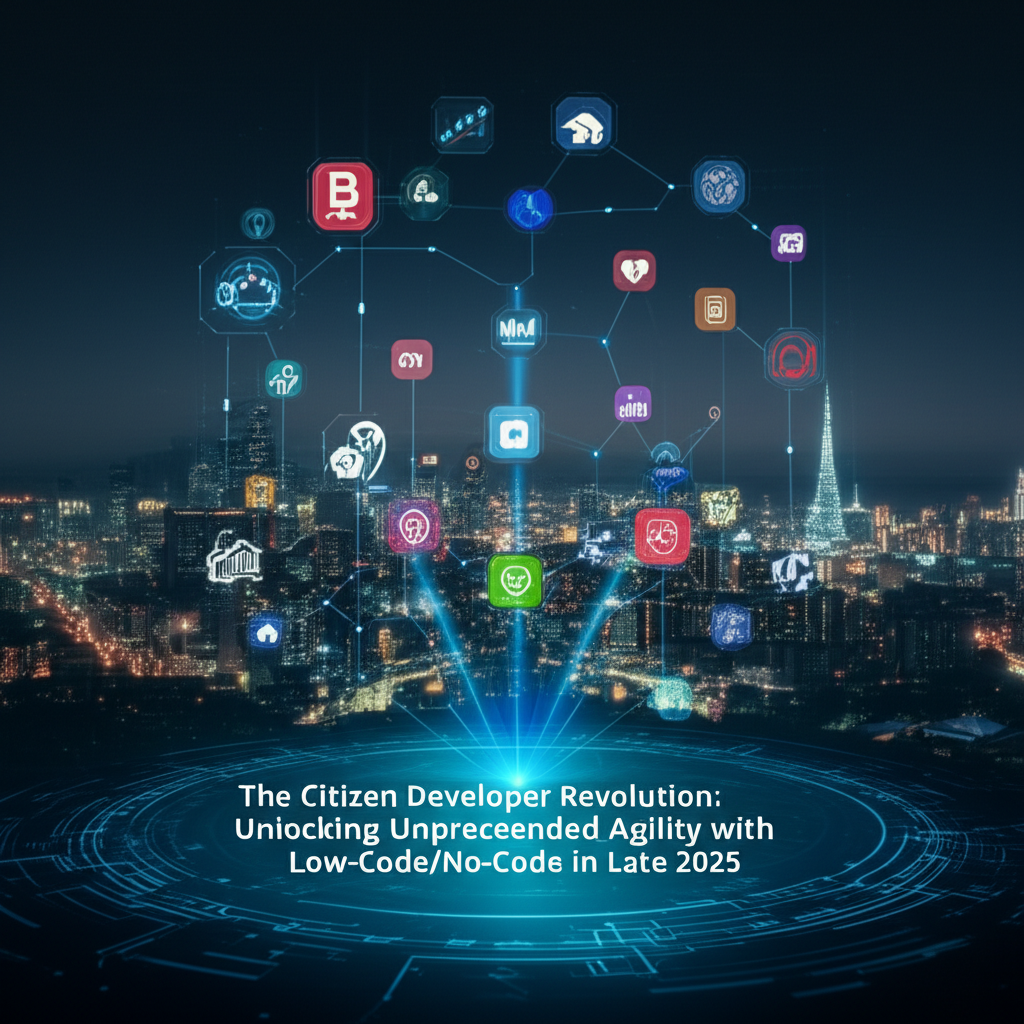 B
The Citizen Developer Revolution:
Uniocking Unpreceended Agility with
Low-Code/No-Code in Late 2025